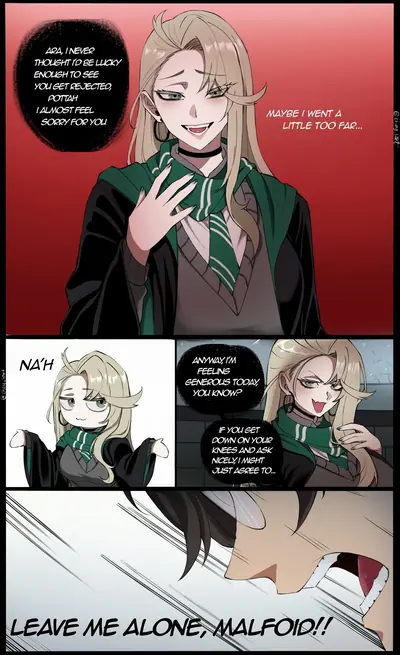 ARA, I NEVER
THOUGHT I'D BE LUCKY
ENOUGH TO SEE
YOU GET REJECTED,
POTTAH
I ALMOST FEEL
SORRY FOR YOU
MAYBE I WENT A
LITTLE TOO FAR...
NA'H
ANYWAY, I'M
FEELING
GENEROUS TODAY,
YOU KNOW?
IF YOU GET
DOWN ON YOUR
KNEES AND ASK
NICELY, I MIGHT
JUST AGREE TO...
LEAVE ME ALONE, MALFOID!!